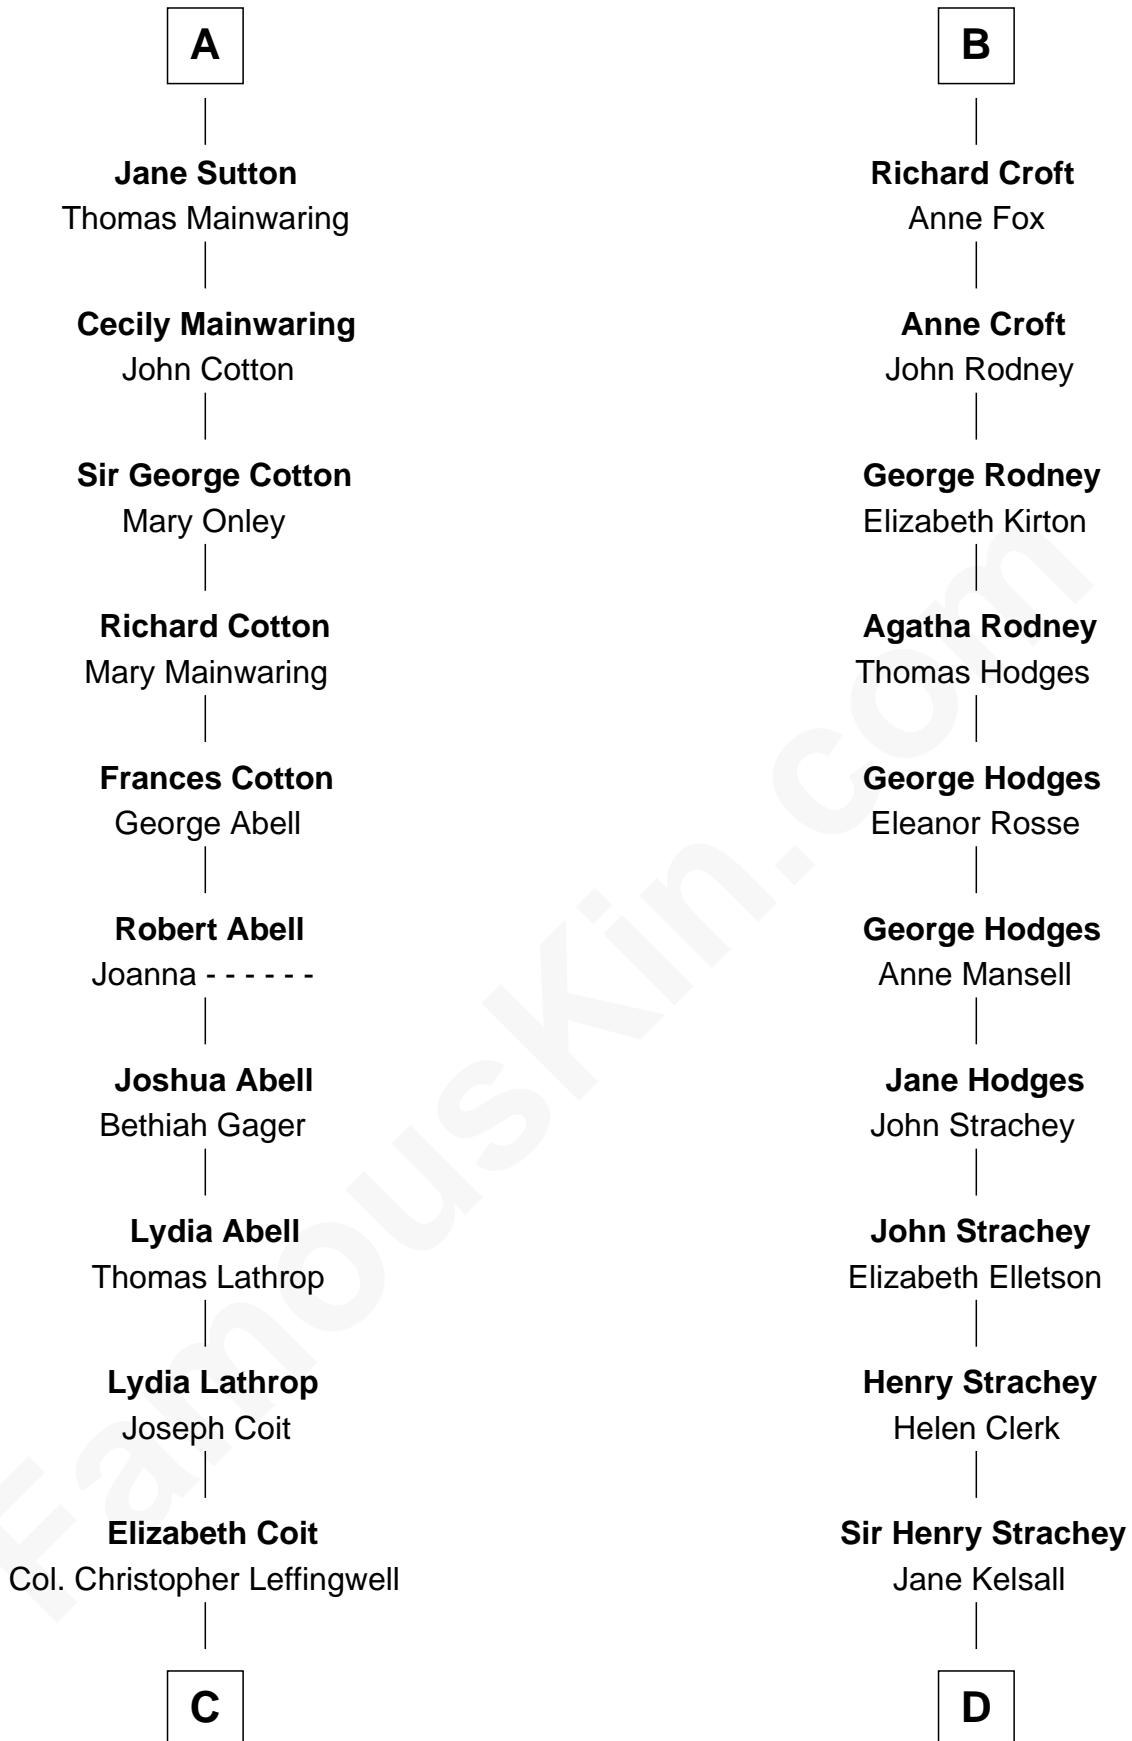 A
Jane Sutton
Thomas Mainwaring
Cecily Mainwaring
John Cotton
Sir George Cotton
Mary Onley
Richard Cotton
Mary Mainwaring
Frances Cotton
George Abell
Robert Abell
Joanna - - - - - -
Joshua Abell
Bethiah Gager
Lydia Abell
Thomas Lathrop
Lydia Lathrop
Joseph Coit
Elizabeth Coit
Col. Christopher Leffingwell
C
B
Richard Croft
Anne Fox
Anne Croft
John Rodney
George Rodney
Elizabeth Kirton
Agatha Rodney
Thomas Hodges
George Hodges
Eleanor Rosse
George Hodges
Anne Mansell
Jane Hodges
John Strachey
John Strachey
Elizabeth Elletson
Henry Strachey
Helen Clerk
Sir Henry Strachey
Jane Kelsall
D
FamousKin.com